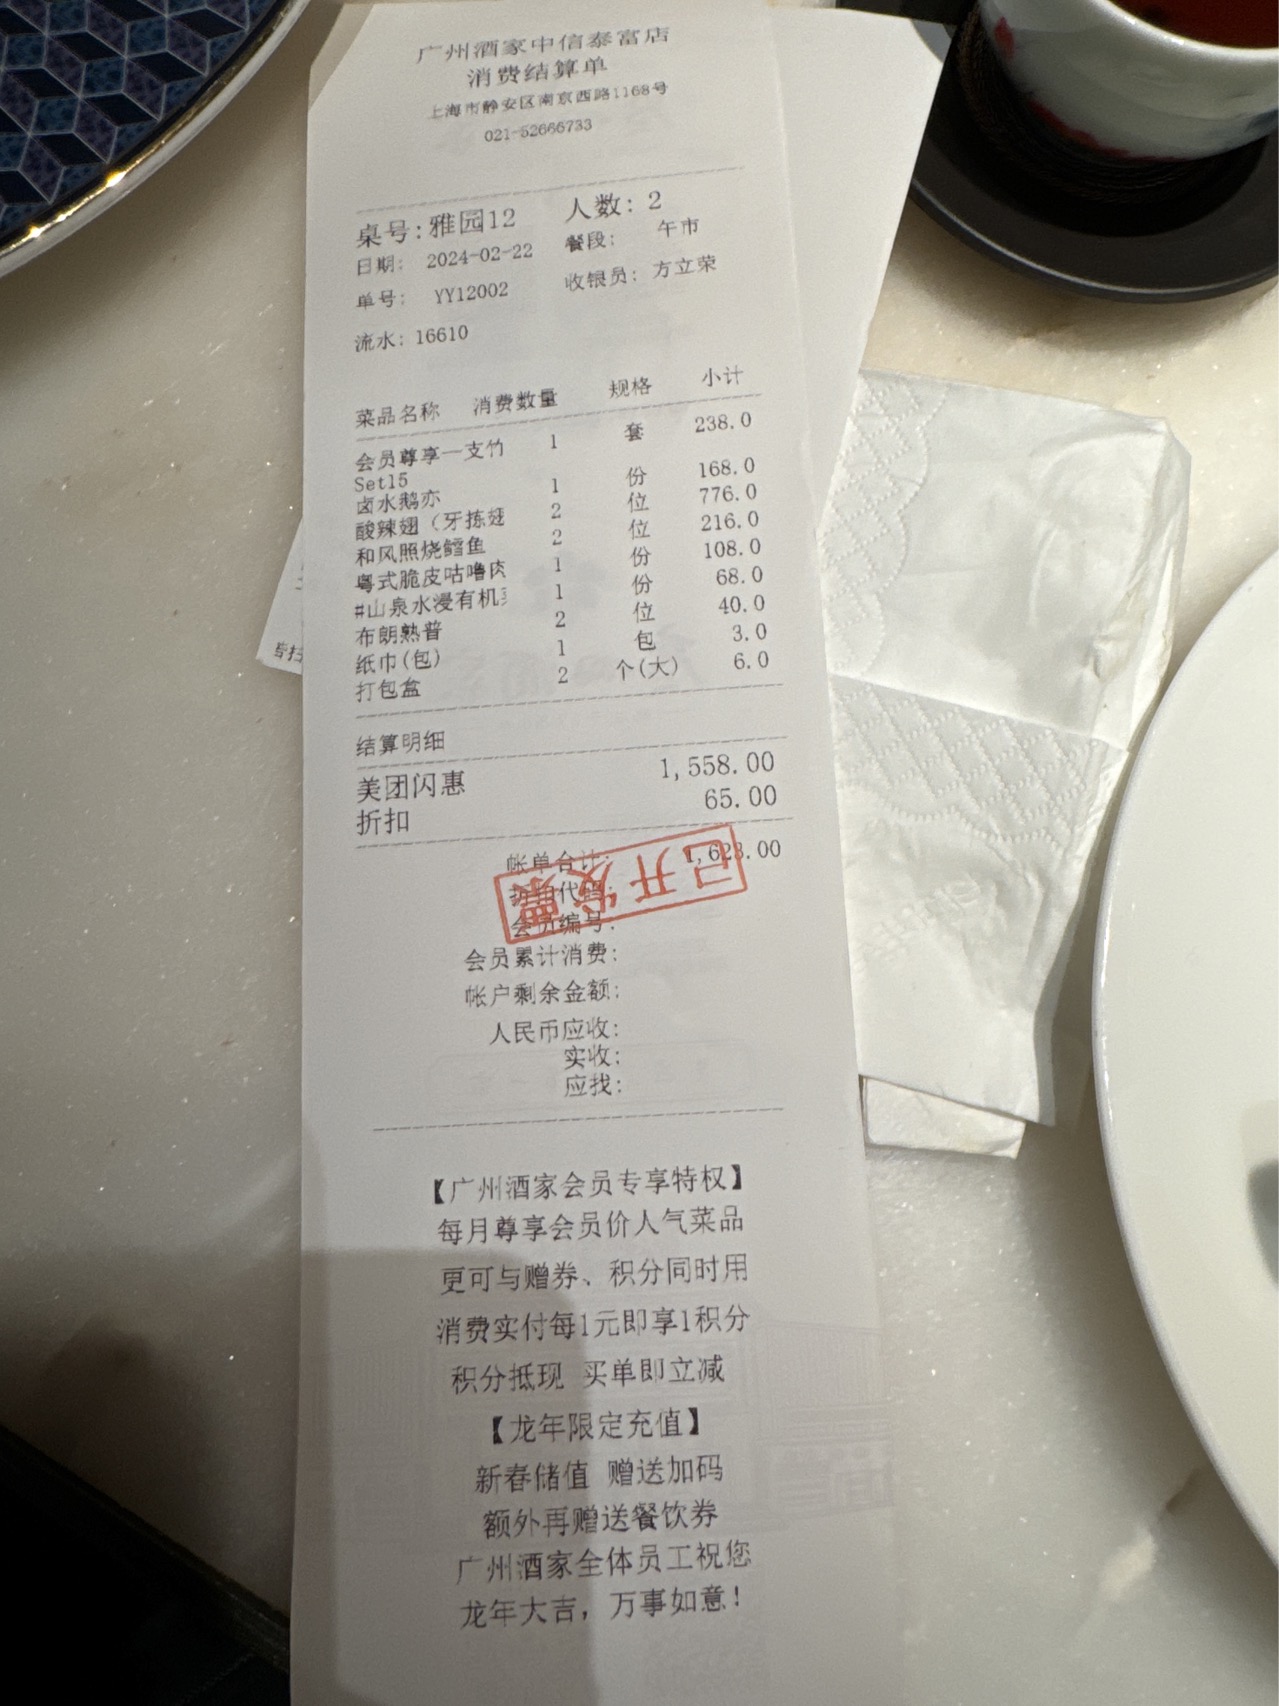 广州酒家中信泰富店
消费结算单
上海市静安区南京西路1168号
021-52666733
桌号:雅园12 人数: 2
日期: 2024-02-22 餐段: 午市
单号: YY12002 收银员: 方立荣
流水: 16610
菜品名称 消费数量 规格 小计
会员尊享一支竹 1 套 238.0
Set15
卤水鹅亦 1 份 168.0
酸辣翅（牙拣翅 2 位 776.0
和风照烧鳕鱼 2 位 216.0
粤式脆皮咕噜肉 1 份 108.0
#山泉水浸有机 1 份 68.0
布朗熟普 2 位 40.0
纸巾(包) 1 包 3.0
打包盒 2 个(大) 6.0
结算明细
美团闪惠 1,558.00
折扣 65.00
帐单合计: 1,623.00
折扣代码:
会员编号:
已开发票
会员累计消费:
帐户剩余金额:
人民币应收:
实收:
应找:
【广州酒家会员专享特权】
每月尊享会员价人气菜品
更可与赠券、积分同时用
消费实付每1元即享1积分
积分抵现 买单即立减
【龙年限定充值】
新春储值 赠送加码
额外再赠送餐饮券
广州酒家全体员工祝您
龙年大吉，万事如意!